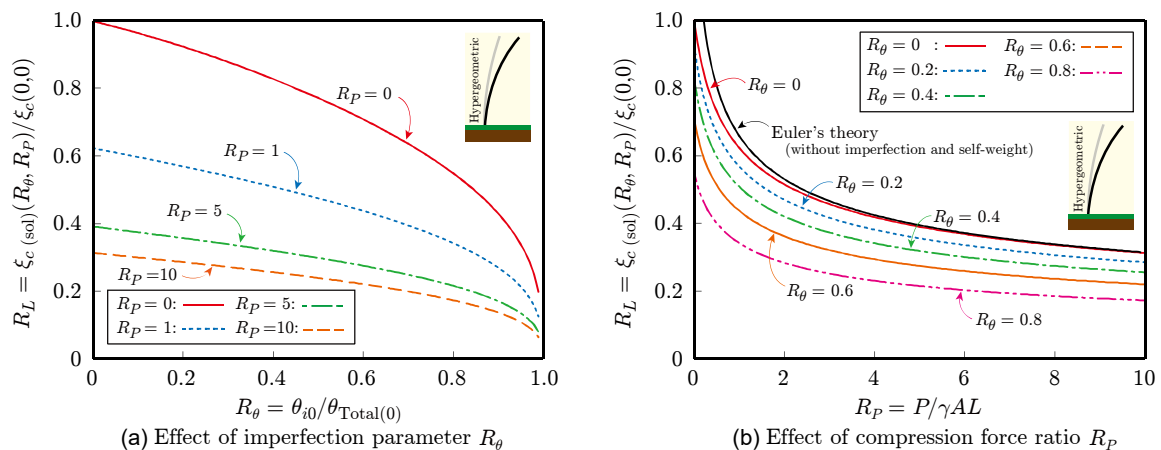 R_L = ξ_c (sol)(R_θ, R_P)/ξ_c(0,0)
1.0
0.8
0.6
0.4
0.2
0
Hypergeometric
R_P = 0
R_P = 1
R_P = 5
R_P =10
R_P = 0:
R_P = 5:
R_P = 1:
R_P =10:
0
0.2
0.4
0.6
0.8
1.0
R_θ = θ_i0/θ_Total(0)
(a) Effect of imperfection parameter R_θ
R_L = ξ_c (sol)(R_θ, R_P)/ξ_c(0,0)
1.0
0.8
0.6
0.4
0.2
0
R_θ = 0 :
R_θ = 0.6:
R_θ = 0.2:
R_θ = 0.8:
R_θ = 0.4:
R_θ = 0
Euler's theory
(without imperfection and self-weight)
Hypergeometric
R_θ = 0.2
R_θ = 0.4
R_θ = 0.6
R_θ = 0.8
0
2
4
6
8
10
R_P = P/γAL
(b) Effect of compression force ratio R_P